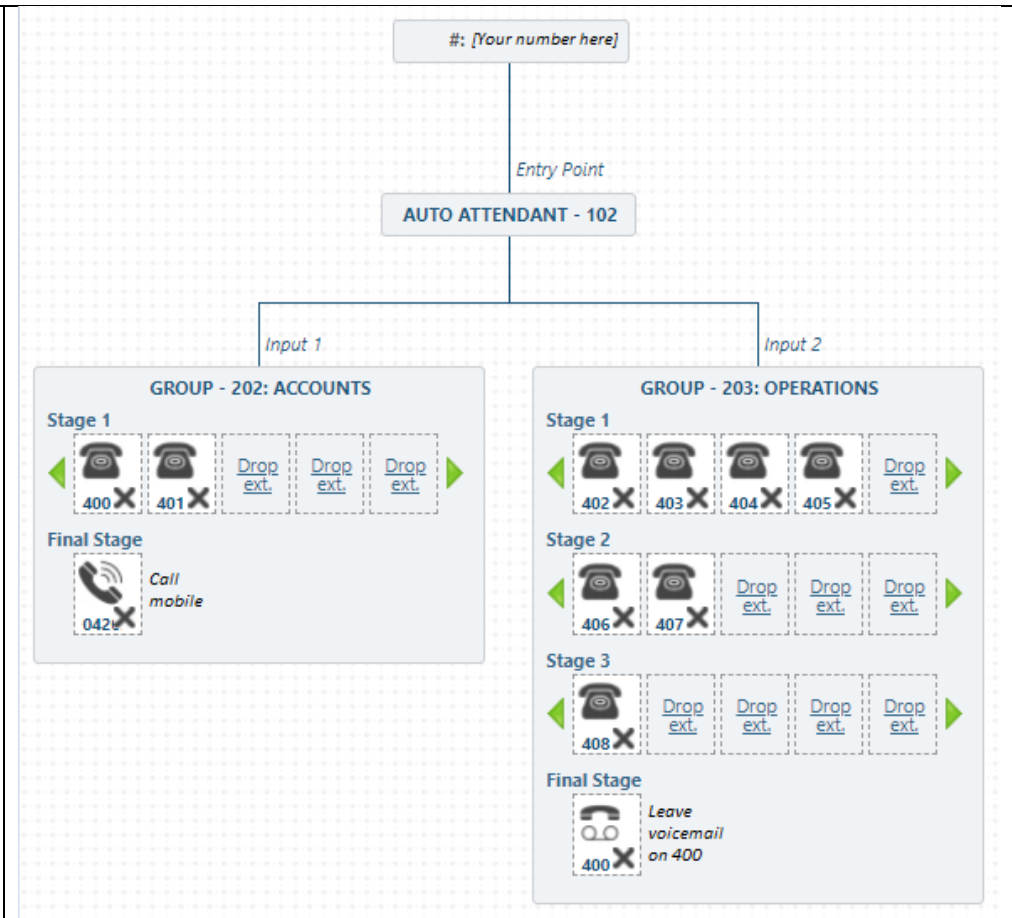 #: [Your number here]
Entry Point
AUTO ATTENDANT - 102
Input 1
Input 2
GROUP - 202: ACCOUNTS
Stage 1
400
401
Drop
ext.
Drop
ext.
Drop
ext.
Final Stage
Call
mobile
GROUP - 203: OPERATIONS
Stage 1
402
403
404
405
Drop
ext.
Stage 2
406
407
Drop
ext.
Drop
ext.
Drop
ext.
Stage 3
408
Drop
ext.
Drop
ext.
Drop
ext.
Drop
ext.
Final Stage
400
Leave
voicemail
on 400